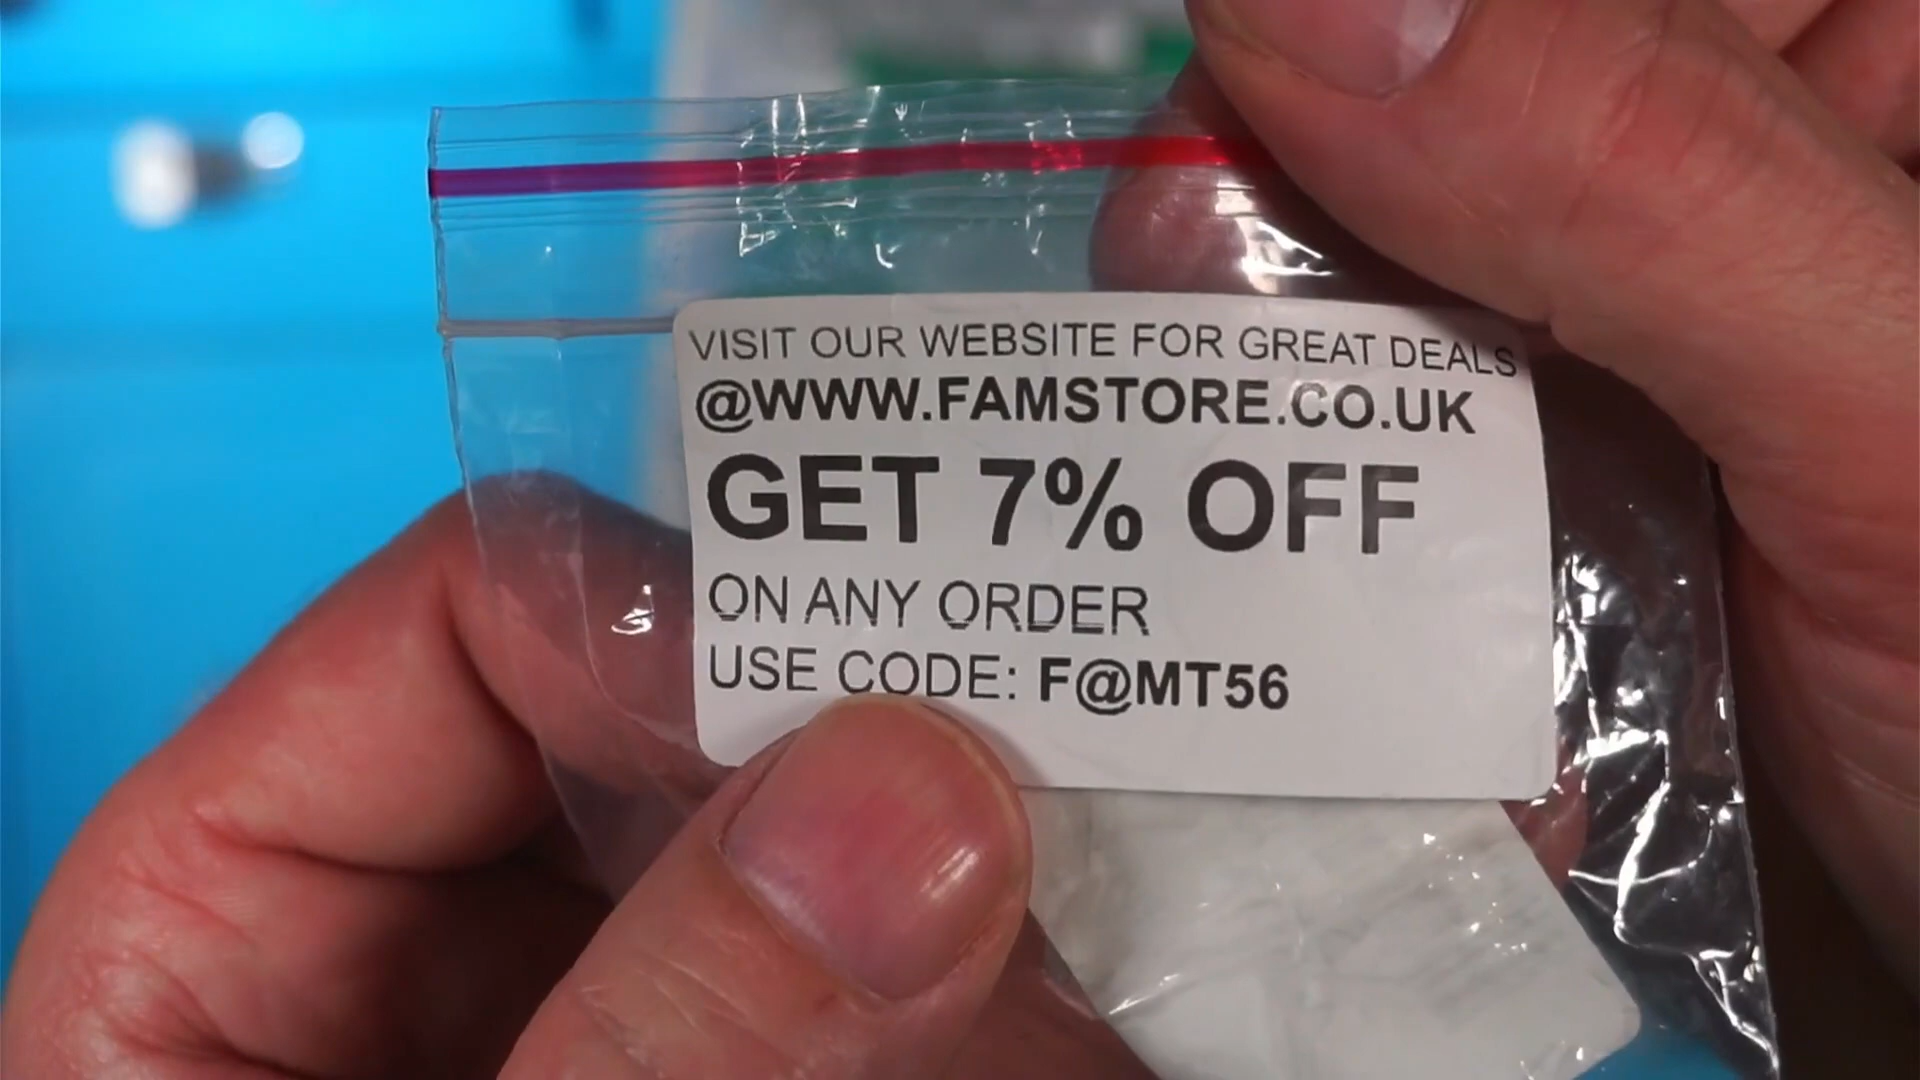 VISIT OUR WEBSITE FOR GREAT DEALS
@WWW.FAMSTORE.CO.UK
GET 7% OFF
ON ANY ORDER
USE CODE: F@MT56